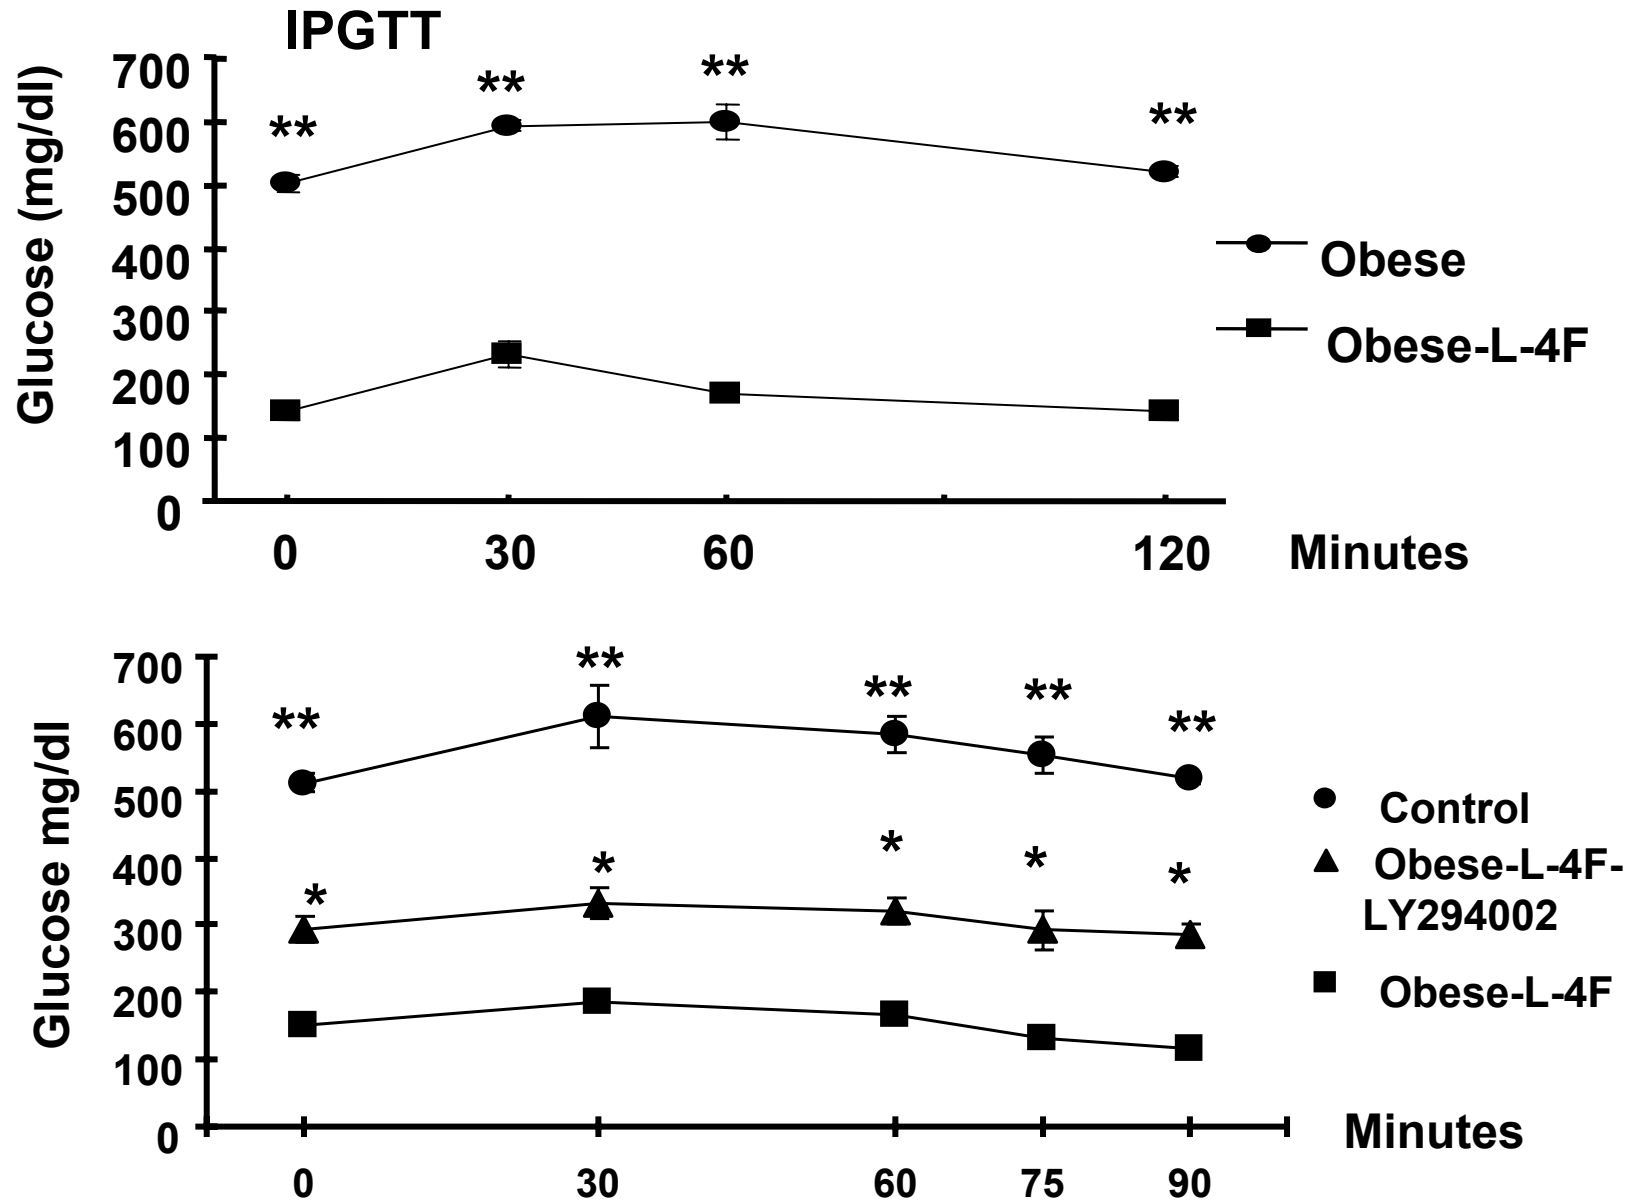 IPGTT
Glucose (mg/dl)
700
600
500
400
300
200
100
0
** ** ** **
0 30 60 120 Minutes
Obese
Obese-L-4F
Glucose mg/dl
700
600
500
400
300
200
100
0
** ** ** ** **
* * * * *
0 30 60 75 90
Minutes
Control
Obese-L-4F-
LY294002
Obese-L-4F